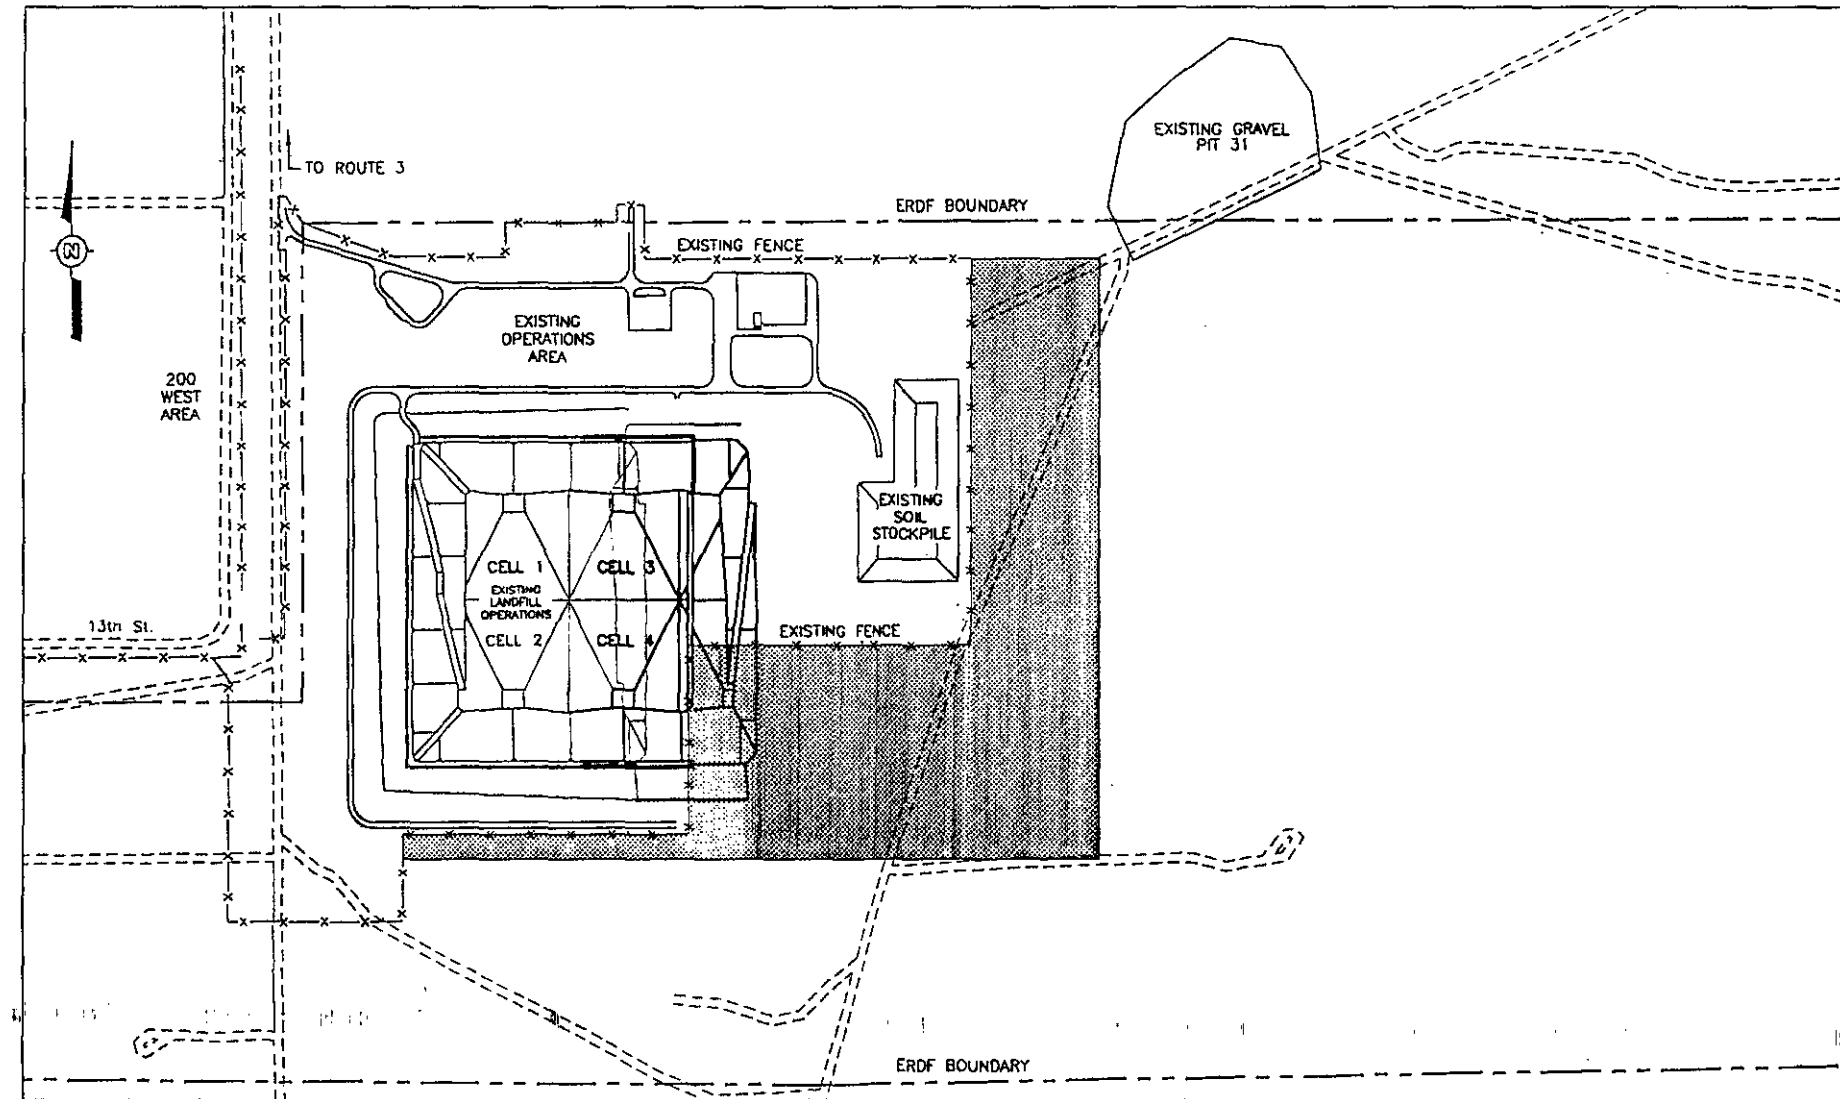 EXISTING GRAVEL
PIT 31
TO ROUTE 3
ERDF BOUNDARY
EXISTING FENCE
N
EXISTING
OPERATIONS
AREA
200
WEST
AREA
EXISTING
SOIL
STOCKPILE
CELL 1
CELL 3
EXISTING
LANDFILL
OPERATIONS
CELL 2
CELL 4
13th St.
EXISTING FENCE
ERDF BOUNDARY